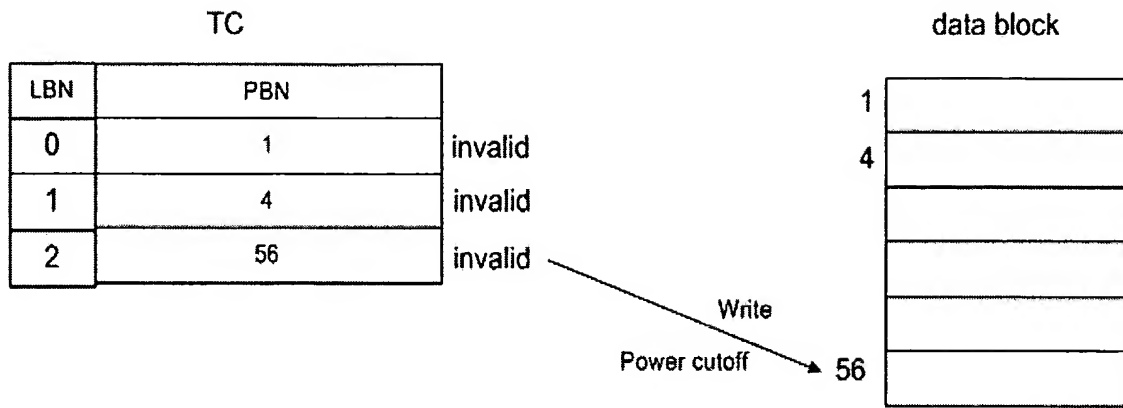 TC
data block
LBN PBN
0 1 invalid
1 4 invalid
2 56 invalid
1
4
Write
Power cutoff
56